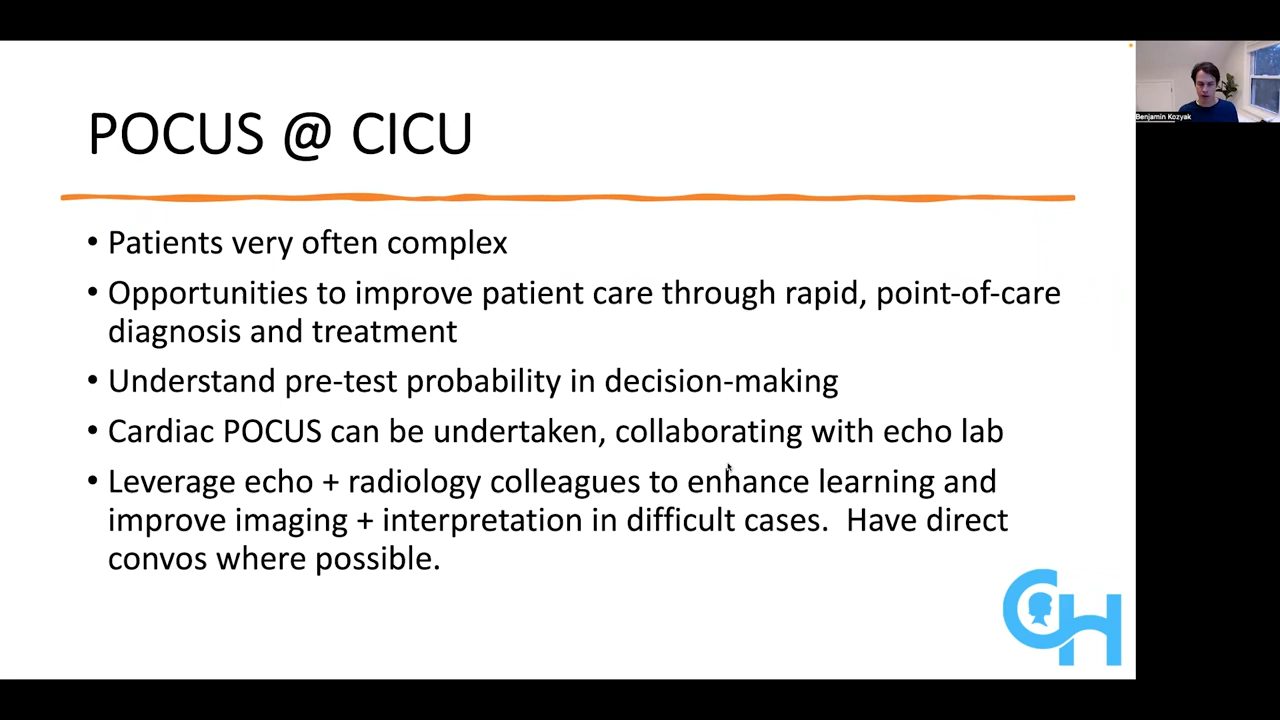 POCUS @ CICU
Benjamin Kozyak
• Patients very often complex
• Opportunities to improve patient care through rapid, point-of-care
diagnosis and treatment
• Understand pre-test probability in decision-making
• Cardiac POCUS can be undertaken, collaborating with echo lab
• Leverage echo + radiology colleagues to enhance learning and
improve imaging + interpretation in difficult cases.  Have direct
convos where possible.
CH